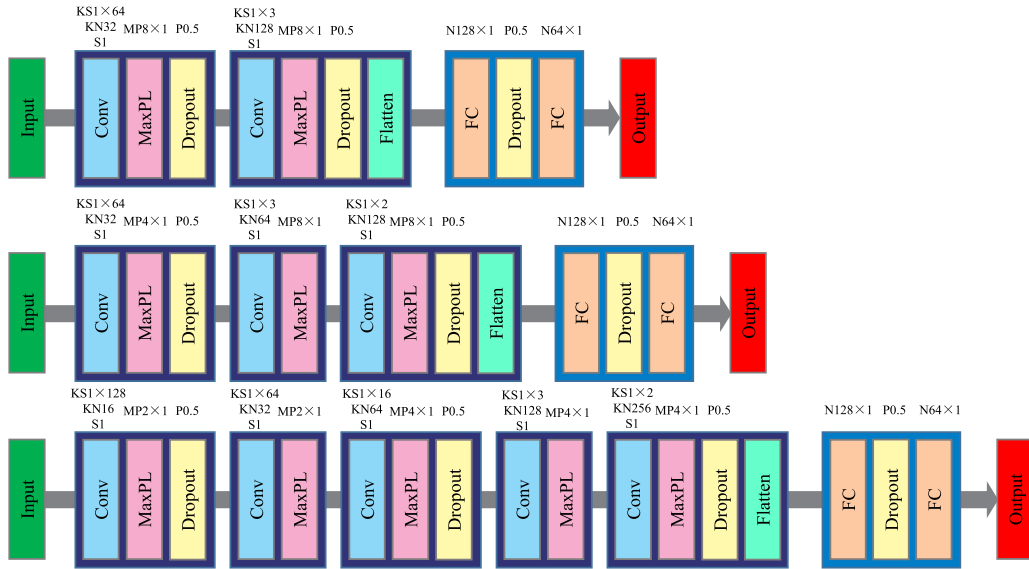 KS1×64
KN32 MP8×1 P0.5
S1
KS1×3
KN128 MP8×1 P0.5
S1
N128×1 P0.5 N64×1
Input
Conv
MaxPL
Dropout
Conv
MaxPL
Dropout
Flatten
FC
Dropout
FC
Output
KS1×64
KN32 MP4×1 P0.5
S1
KS1×3
KN64 MP8×1
S1
KS1×2
KN128 MP8×1 P0.5
S1
N128×1 P0.5 N64×1
Input
Conv
MaxPL
Dropout
Conv
MaxPL
Conv
MaxPL
Dropout
Flatten
FC
Dropout
FC
Output
KS1×128
KN16 MP2×1 P0.5
S1
KS1×64
KN32 MP2×1
S1
KS1×16
KN64 MP4×1 P0.5
S1
KS1×3
KN128 MP4×1
S1
KS1×2
KN256 MP4×1 P0.5
S1
N128×1 P0.5 N64×1
Input
Conv
MaxPL
Dropout
Conv
MaxPL
Conv
MaxPL
Dropout
Conv
MaxPL
Conv
MaxPL
Dropout
Flatten
FC
Dropout
FC
Output